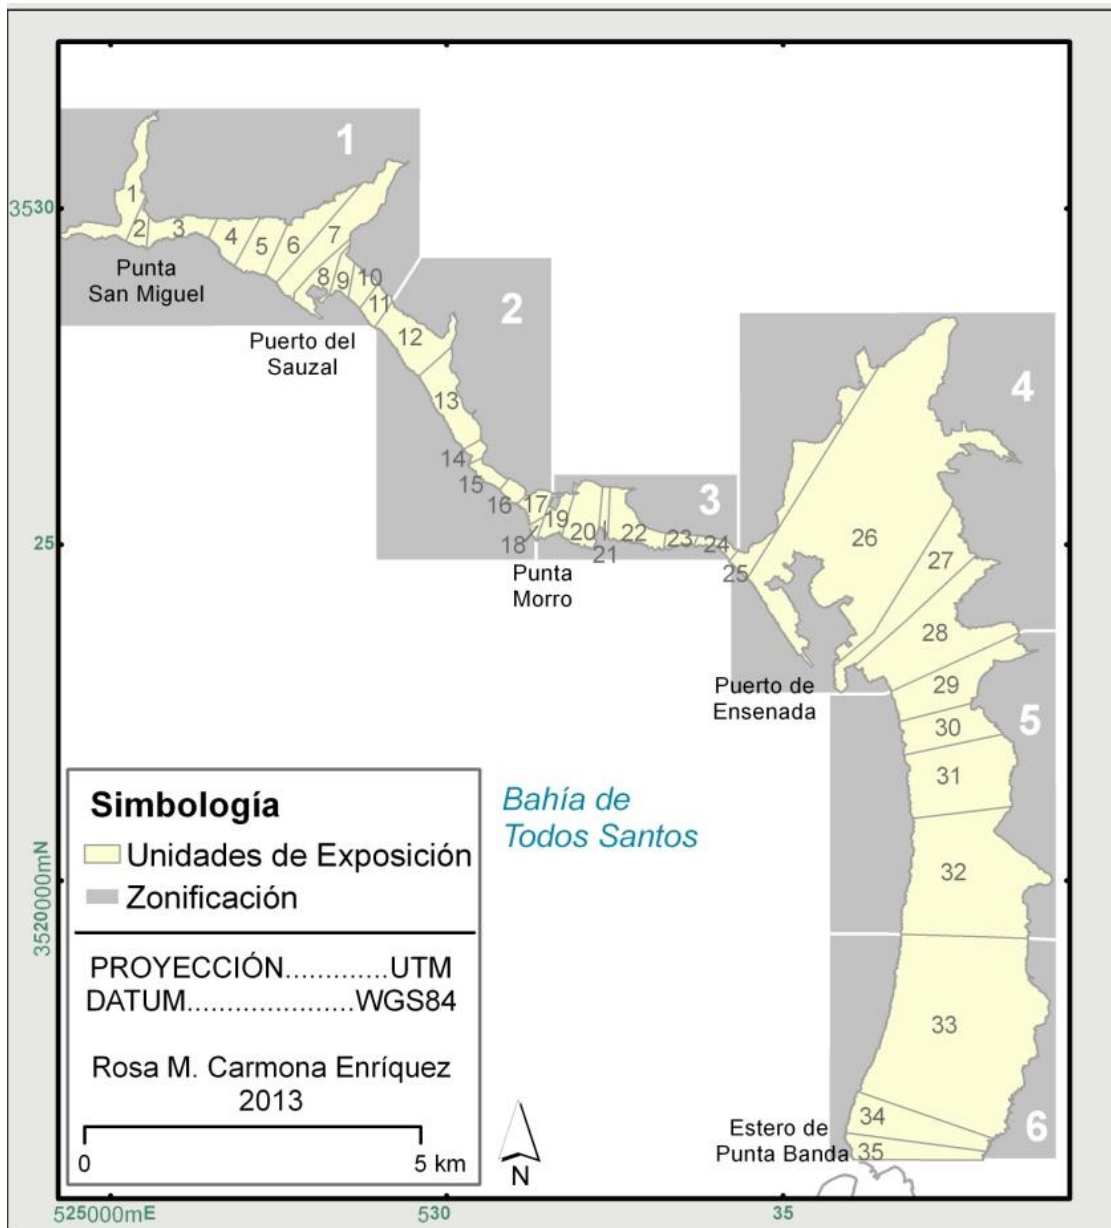 1
3530
1
2
3
4
5
6
7
Punta
San Miguel
8
9
10
11
2
Puerto del
Sauzal
12
13
14
15
16
17
18
19
3
20
21
22
23
24
25
25
Punta
Morro
4
26
27
28
Puerto de
Ensenada
29
30
5
31
Bahía de
Todos Santos
32
3520000mN
33
34
35
Estero de
Punta Banda
6
Simbología
Unidades de Exposición
Zonificación
PROYECCIÓN.............UTM
DATUM....................WGS84
Rosa M. Carmona Enríquez
2013
0
5 km
N
525000mE
530
35